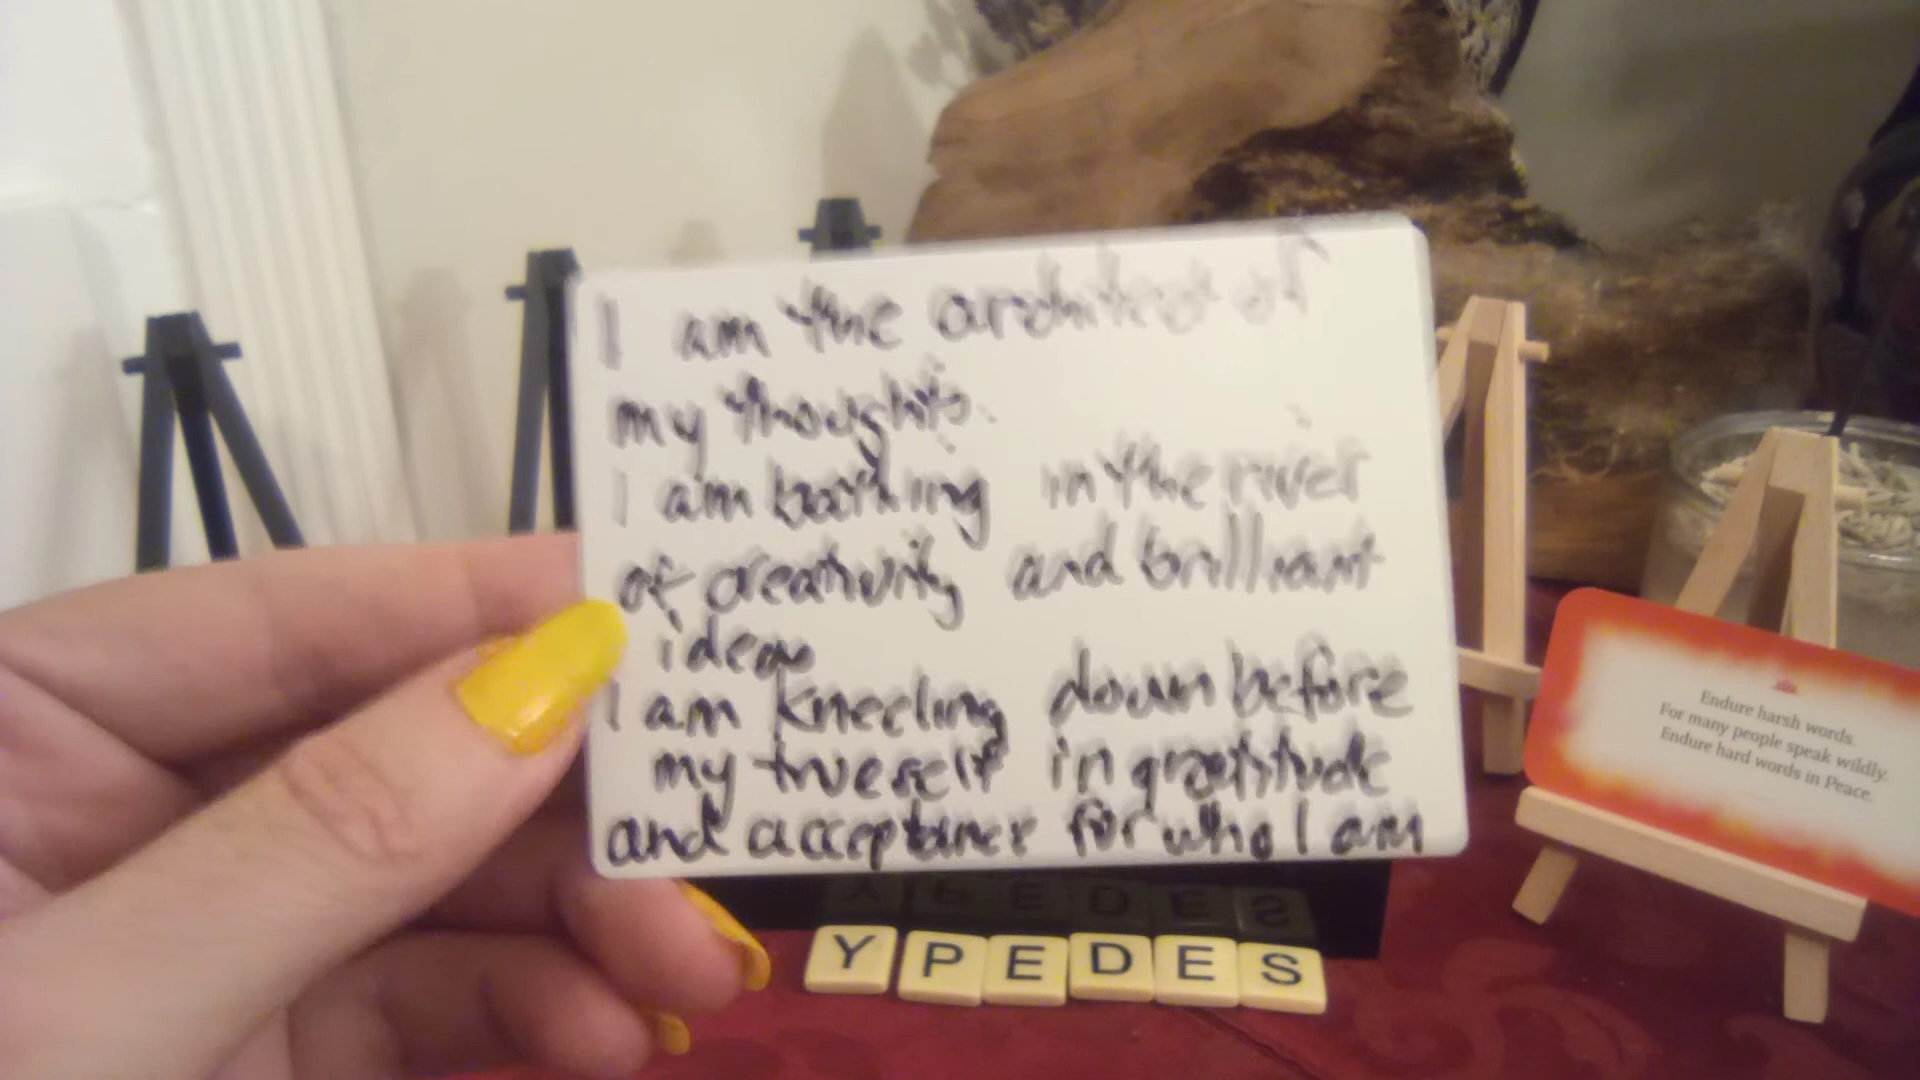 I am the architect of
my thoughts.
I am bathing in the river
of creativity and brilliant
ideas
I am kneeling down before
my true self in gratitude
and acceptance for who I am
YPEDES
Endure harsh words.
For many people speak wildly.
Endure hard words in Peace.